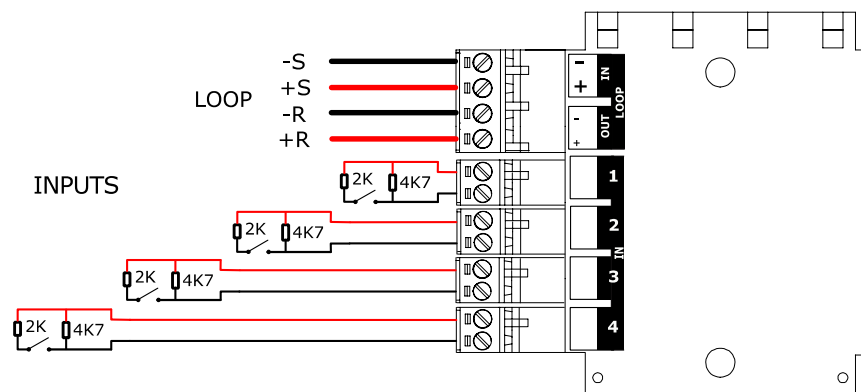 -S
+S
LOOP
-R
+R
- + IN
- + OUT
LOOP
INPUTS
2K 4K7
1
2K 4K7
2
IN
2K 4K7
3
2K 4K7
4